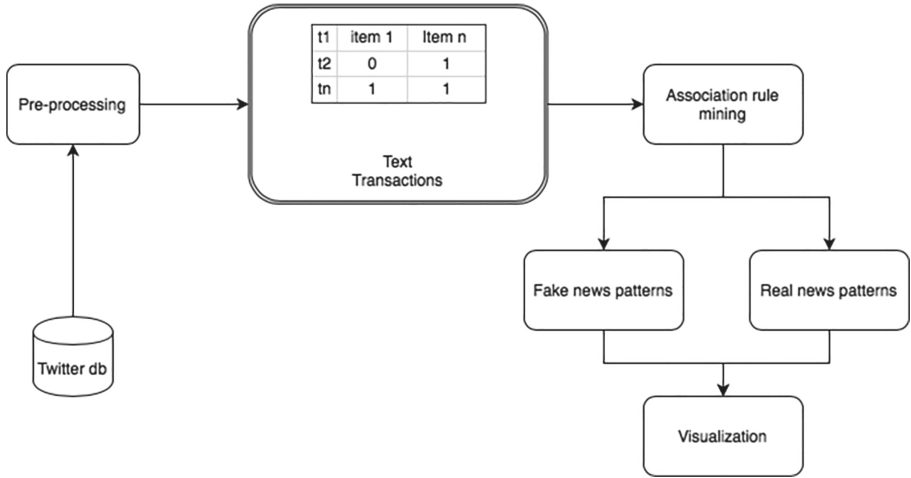 t1 item 1 Item n
t2 0 1
tn 1 1
Pre-processing
Text
Transactions
Association rule
mining
Fake news patterns
Real news patterns
Twitter db
Visualization